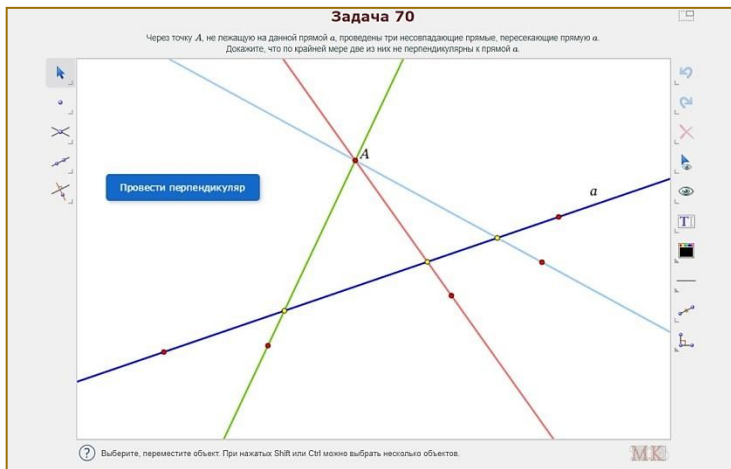 Задача 70
Через точку A, не лежащую на данной прямой a, проведены три несовпадающие прямые, пересекающие прямую a.
Докажите, что по крайней мере две из них не перпендикулярны к прямой a.
A
Провести перпендикуляр
a
T
? Выберите, переместите объект. При нажатых Shift или Ctrl можно выбрать несколько объектов.
МК